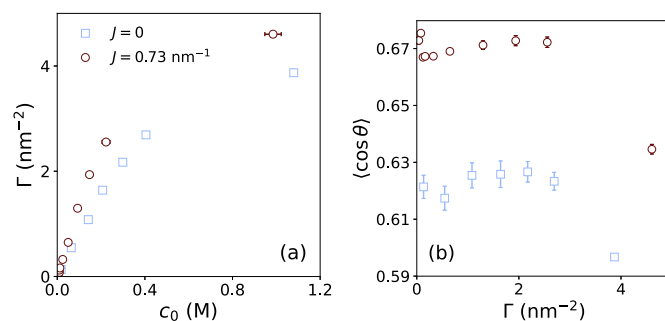 J = 0
J = 0.73 nm⁻¹
4
2
0
Γ (nm⁻²)
(a)
0.0 0.4 0.8 1.2
c₀ (M)
0.67
0.65
0.63
0.61
0.59
⟨cos θ⟩
(b)
0 2 4
Γ (nm⁻²)